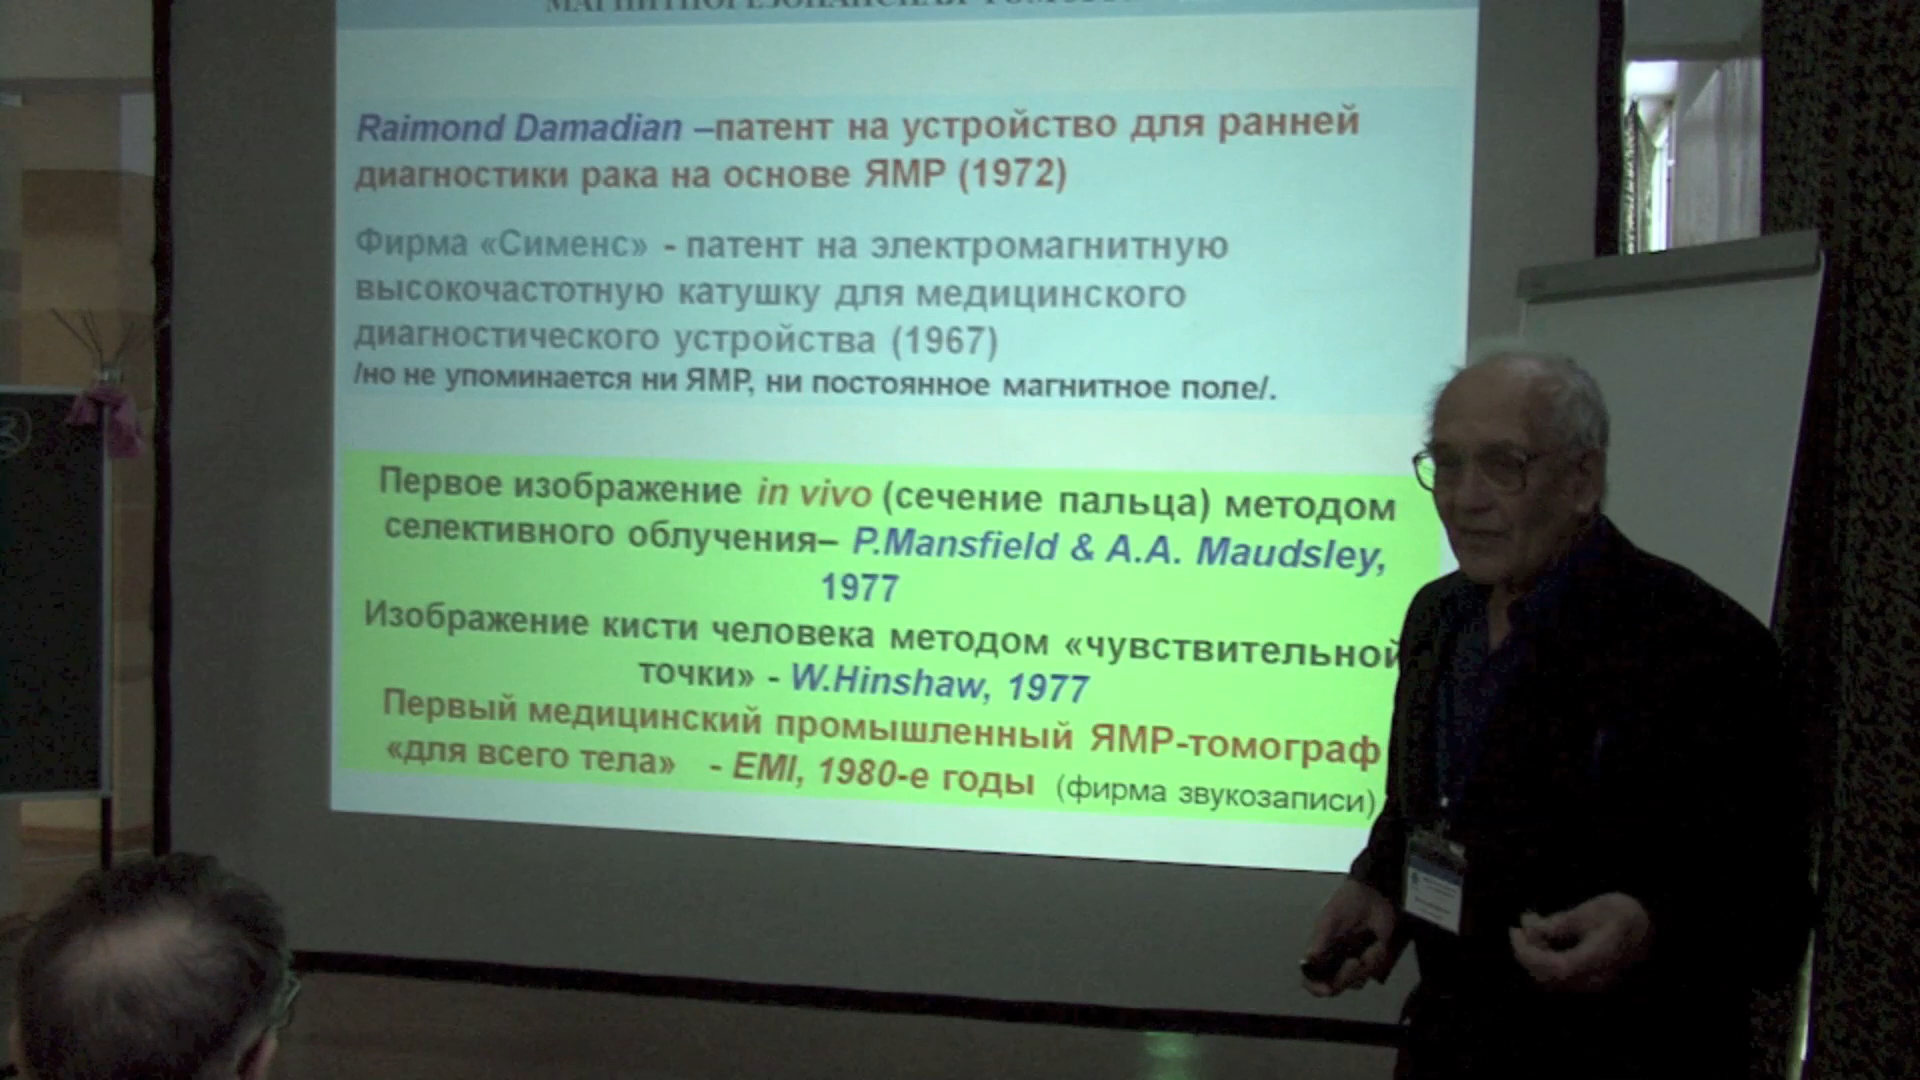 Raimond Damadian –патент на устройство для ранней
диагностики рака на основе ЯМР (1972)
Фирма «Сименс» - патент на электромагнитную
высокочастотную катушку для медицинского
диагностического устройства (1967)
/но не упоминается ни ЯМР, ни постоянное магнитное поле/.
Первое изображение in vivo (сечение пальца) методом
селективного облучения– P.Mansfield & A.A. Maudsley,
1977
Изображение кисти человека методом «чувствительной
точки» - W.Hinshaw, 1977
Первый медицинский промышленный ЯМР-томограф
«для всего тела» - EMI, 1980-е годы (фирма звукозаписи)